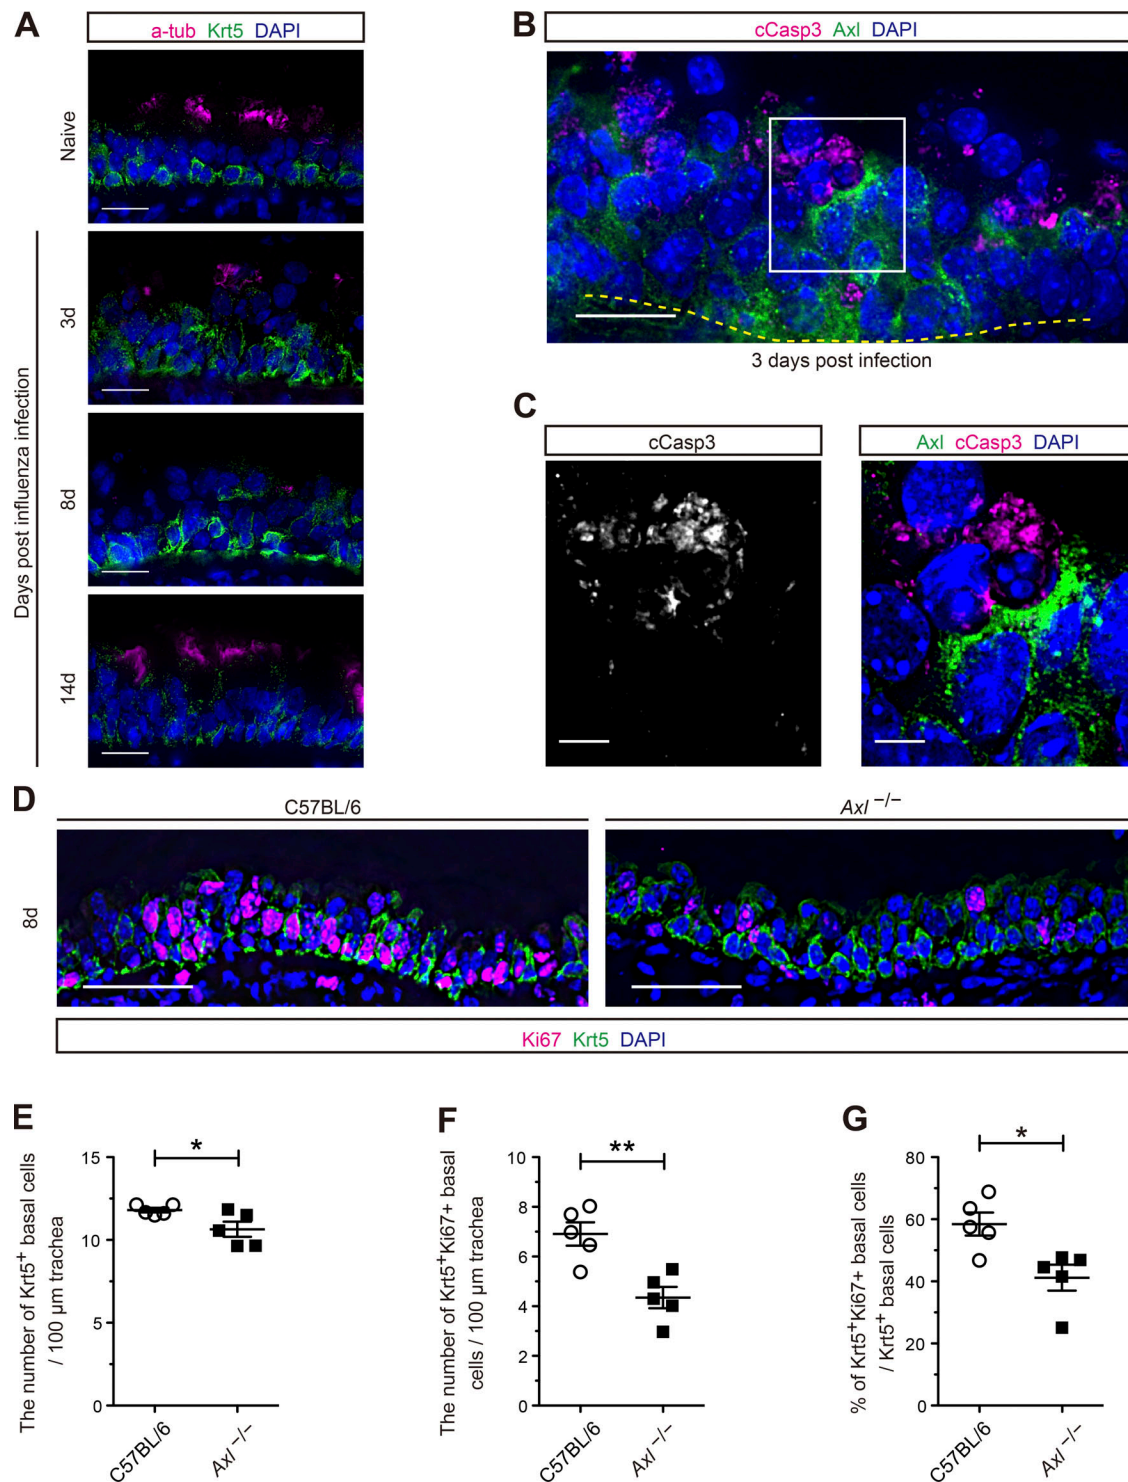 A
a-tub Krt5 DAPI
Naive
Days post influenza infection
3d
8d
14d
B
cCasp3 Axl DAPI
3 days post infection
C
cCasp3
Axl cCasp3 DAPI
D
C57BL/6
Axl −/−
8d
Ki67 Krt5 DAPI
E
The number of Krt5+ basal cells
/ 100 µm trachea
15
10
5
0
*
C57BL/6
Axl −/−
F
The number of Krt5+Ki67+ basal
cells / 100 µm trachea
10
8
6
4
2
0
**
C57BL/6
Axl −/−
G
% of Krt5+Ki67+ basal cells
/ Krt5+ basal cells
80
60
40
20
0
*
C57BL/6
Axl −/−